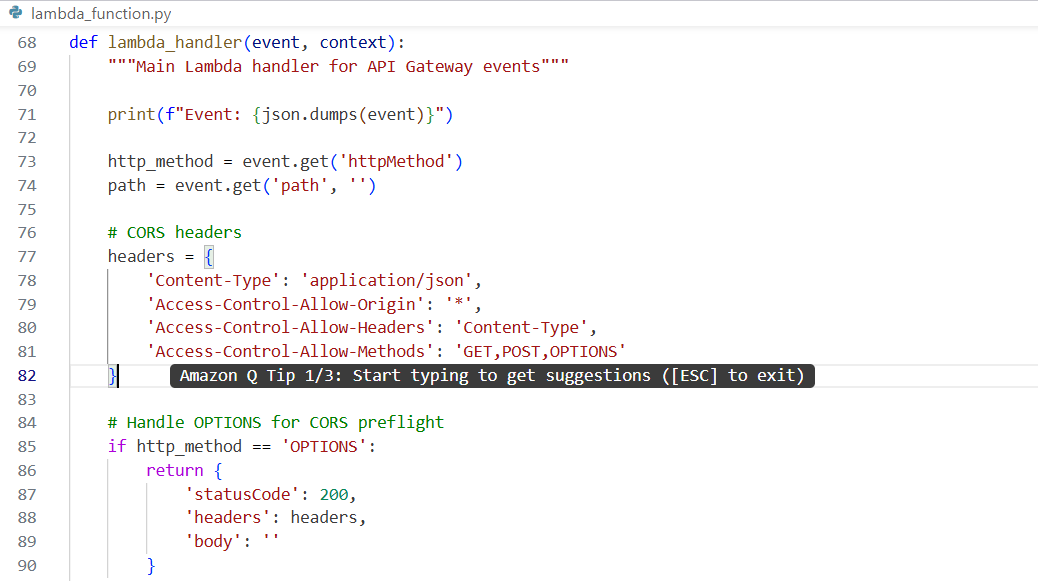 lambda_function.py
68 def lambda_handler(event, context):
69     """Main Lambda handler for API Gateway events"""
70
71     print(f"Event: {json.dumps(event)}")
72
73     http_method = event.get('httpMethod')
74     path = event.get('path', '')
75
76     # CORS headers
77     headers = {
78         'Content-Type': 'application/json',
79         'Access-Control-Allow-Origin': '*',
80         'Access-Control-Allow-Headers': 'Content-Type',
81         'Access-Control-Allow-Methods': 'GET,POST,OPTIONS'
82     } Amazon Q Tip 1/3: Start typing to get suggestions ([ESC] to exit)
83
84     # Handle OPTIONS for CORS preflight
85     if http_method == 'OPTIONS':
86         return {
87             'statusCode': 200,
88             'headers': headers,
89             'body': ''
90         }